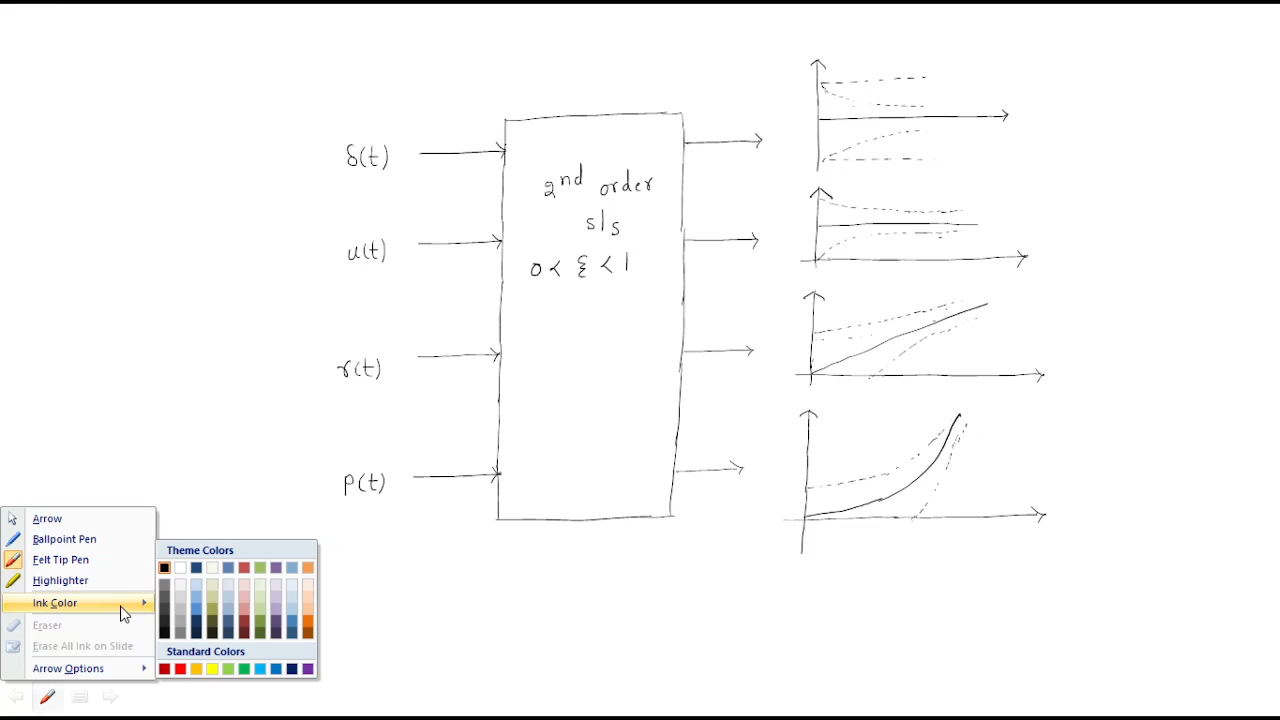 δ(t)
u(t)
r(t)
p(t)
2nd order
s/s
0 < ξ < 1
Arrow
Ballpoint Pen
Felt Tip Pen
Highlighter
Ink Color
Eraser
Erase All Ink on Slide
Arrow Options
Theme Colors
Standard Colors